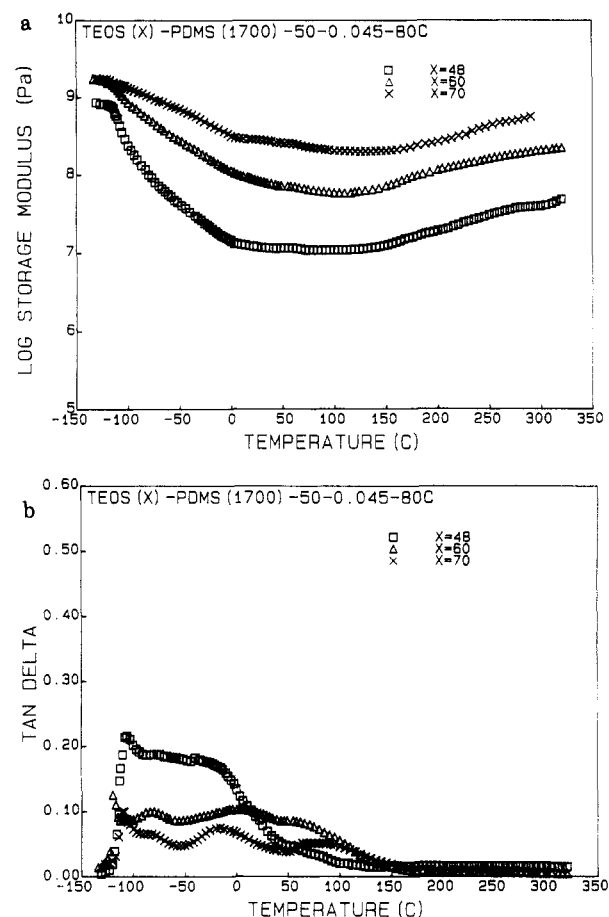 a
TEOS(X)-PDMS(1700)-50-0.045-80C
X=48
X=60
X=70
LOG STORAGE MODULUS (Pa)
10
9
8
7
6
5
-150 -100 -50 0 50 100 150 200 250 300 350
TEMPERATURE (C)
b
TEOS(X)-PDMS(1700)-50-0.045-80C
X=48
X=60
X=70
TAN DELTA
0.60
0.50
0.40
0.30
0.20
0.10
0.00
-150 -100 -50 0 50 100 150 200 250 300 350
TEMPERATURE (C)